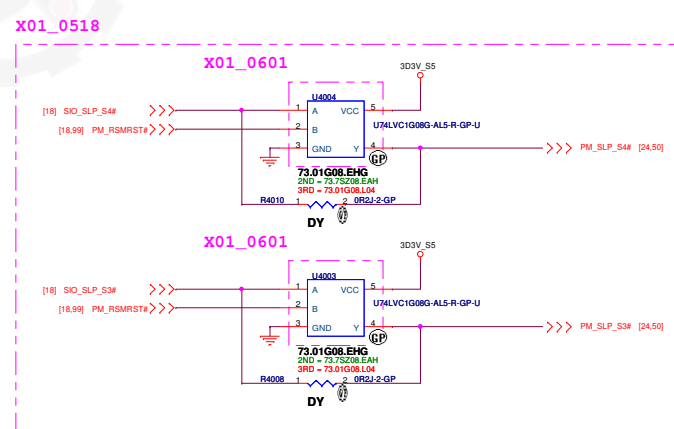 X01_0518
X01_0601
3D3V_S5
U4004
[18] SIO_SLP_S4# 1 A VCC 5
U74LVC1G08G-AL5-R-GP-U
[18,99] PM_RSMRST# 2 B
3 GND Y 4 PM_SLP_S4# [24,50]
GP
73.01G08.EHG
2ND = 73.7SZ08.EAH
3RD = 73.01G08.L04
R4010 1 2 0R2J-2-GP
DY
X01_0601
3D3V_S5
U4003
[18] SIO_SLP_S3# 1 A VCC 5
U74LVC1G08G-AL5-R-GP-U
[18,99] PM_RSMRST# 2 B
3 GND Y 4 PM_SLP_S3# [24,50]
GP
73.01G08.EHG
2ND = 73.7SZ08.EAH
3RD = 73.01G08.L04
R4008 1 2 0R2J-2-GP
DY